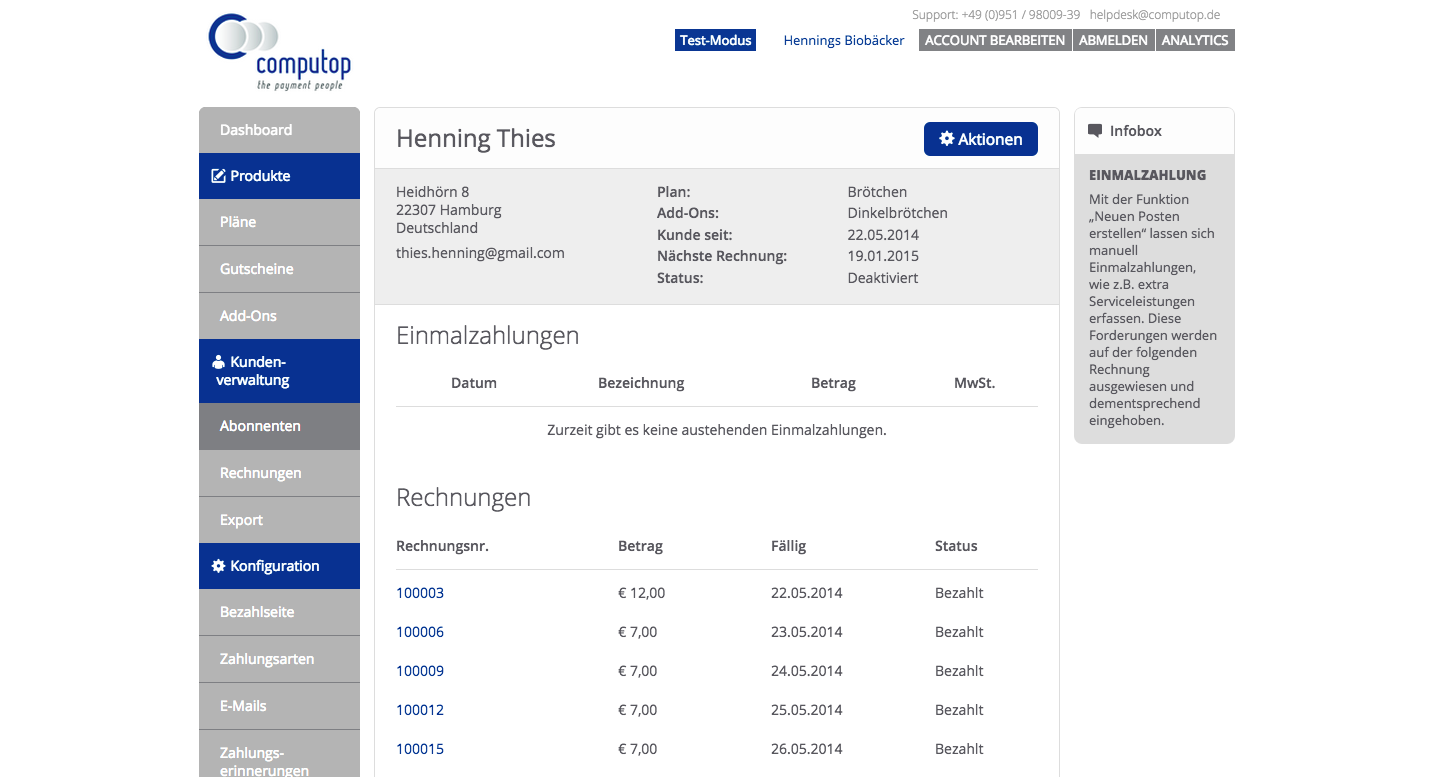 computop
the payment people
Support: +49 (0)951 / 98009-39 helpdesk@computop.de
Test-Modus Hennings Biobäcker ACCOUNT BEARBEITEN ABMELDEN ANALYTICS
Dashboard
Produkte
Pläne
Gutscheine
Add-Ons
Kunden-
verwaltung
Abonnenten
Rechnungen
Export
Konfiguration
Bezahlseite
Zahlungsarten
E-Mails
Zahlungs-
erinnerungen
Henning Thies Aktionen
Heidhörn 8
22307 Hamburg
Deutschland
thies.henning@gmail.com
Plan: Brötchen
Add-Ons: Dinkelbrötchen
Kunde seit: 22.05.2014
Nächste Rechnung: 19.01.2015
Status: Deaktiviert
Einmalzahlungen
Datum Bezeichnung Betrag MwSt.
Zurzeit gibt es keine austehenden Einmalzahlungen.
Rechnungen
Rechnungsnr. Betrag Fällig Status
100003 € 12,00 22.05.2014 Bezahlt
100006 € 7,00 23.05.2014 Bezahlt
100009 € 7,00 24.05.2014 Bezahlt
100012 € 7,00 25.05.2014 Bezahlt
100015 € 7,00 26.05.2014 Bezahlt
Infobox
EINMALZAHLUNG
Mit der Funktion
„Neuen Posten
erstellen“ lassen sich
manuell
Einmalzahlungen,
wie z.B. extra
Serviceleistungen
erfassen. Diese
Forderungen werden
auf der folgenden
Rechnung
ausgewiesen und
dementsprechend
eingehoben.